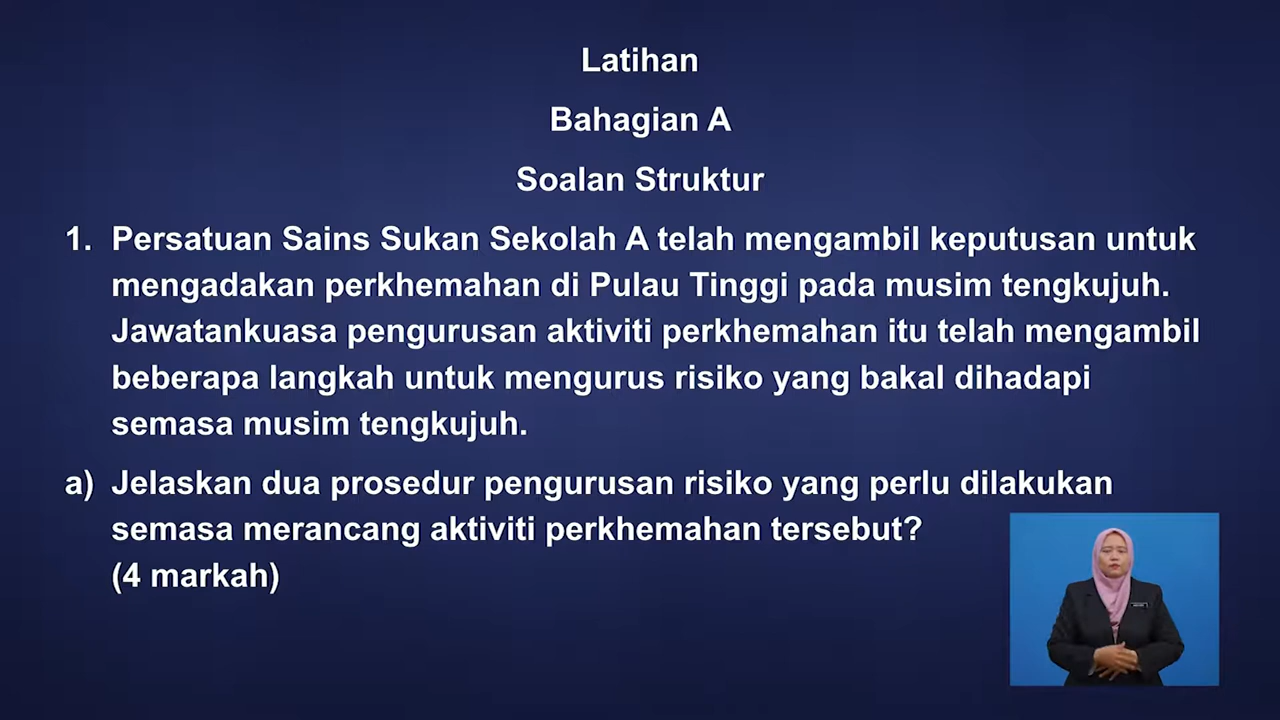 Latihan
Bahagian A
Soalan Struktur
1. Persatuan Sains Sukan Sekolah A telah mengambil keputusan untuk
mengadakan perkhemahan di Pulau Tinggi pada musim tengkujuh.
Jawatankuasa pengurusan aktiviti perkhemahan itu telah mengambil
beberapa langkah untuk mengurus risiko yang bakal dihadapi
semasa musim tengkujuh.
a) Jelaskan dua prosedur pengurusan risiko yang perlu dilakukan
semasa merancang aktiviti perkhemahan tersebut?
(4 markah)